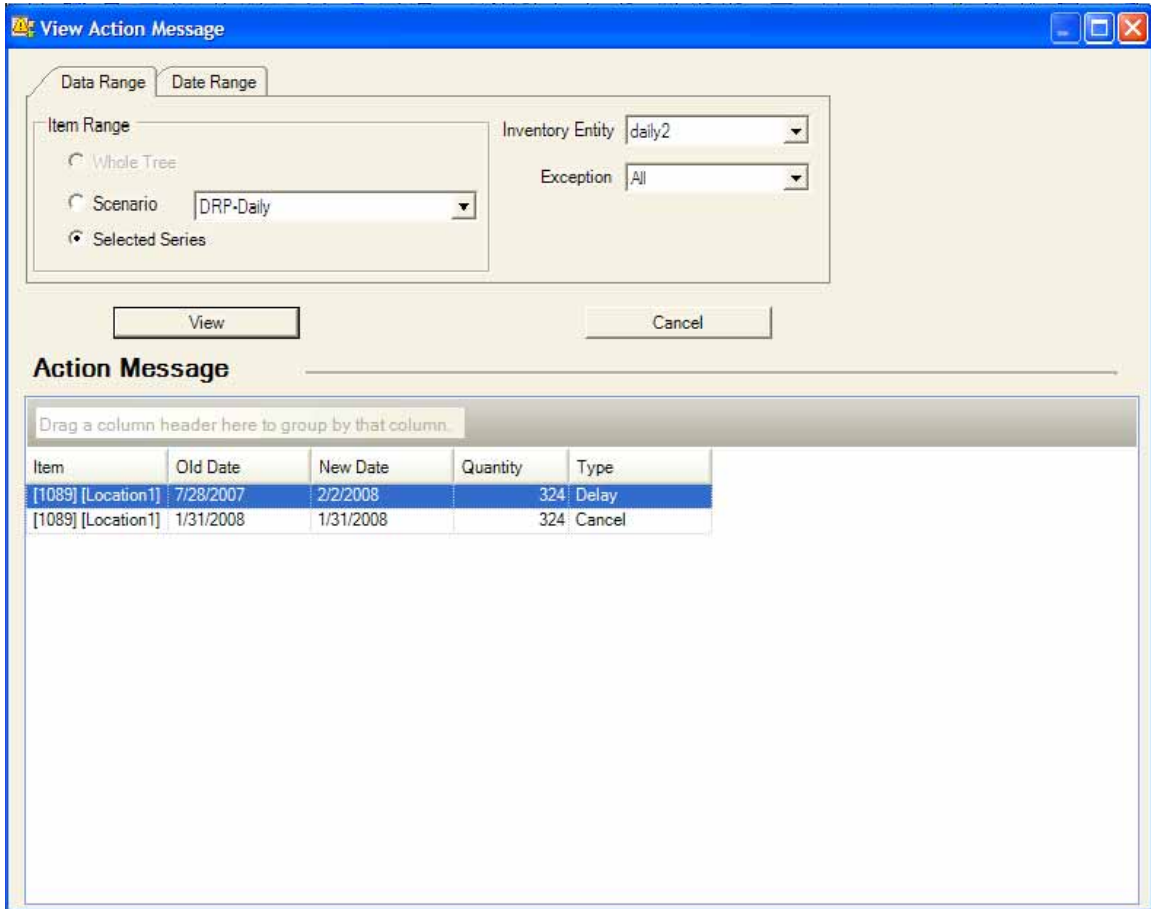 View Action Message
Data Range Date Range
Item Range
Whole Tree
Scenario DRP-Daily
Selected Series
Inventory Entity daily2
Exception All
View Cancel
Action Message
Drag a column header here to group by that column.
Item Old Date New Date Quantity Type
[1089] [Location1] 7/28/2007 2/2/2008 324 Delay
[1089] [Location1] 1/31/2008 1/31/2008 324 Cancel